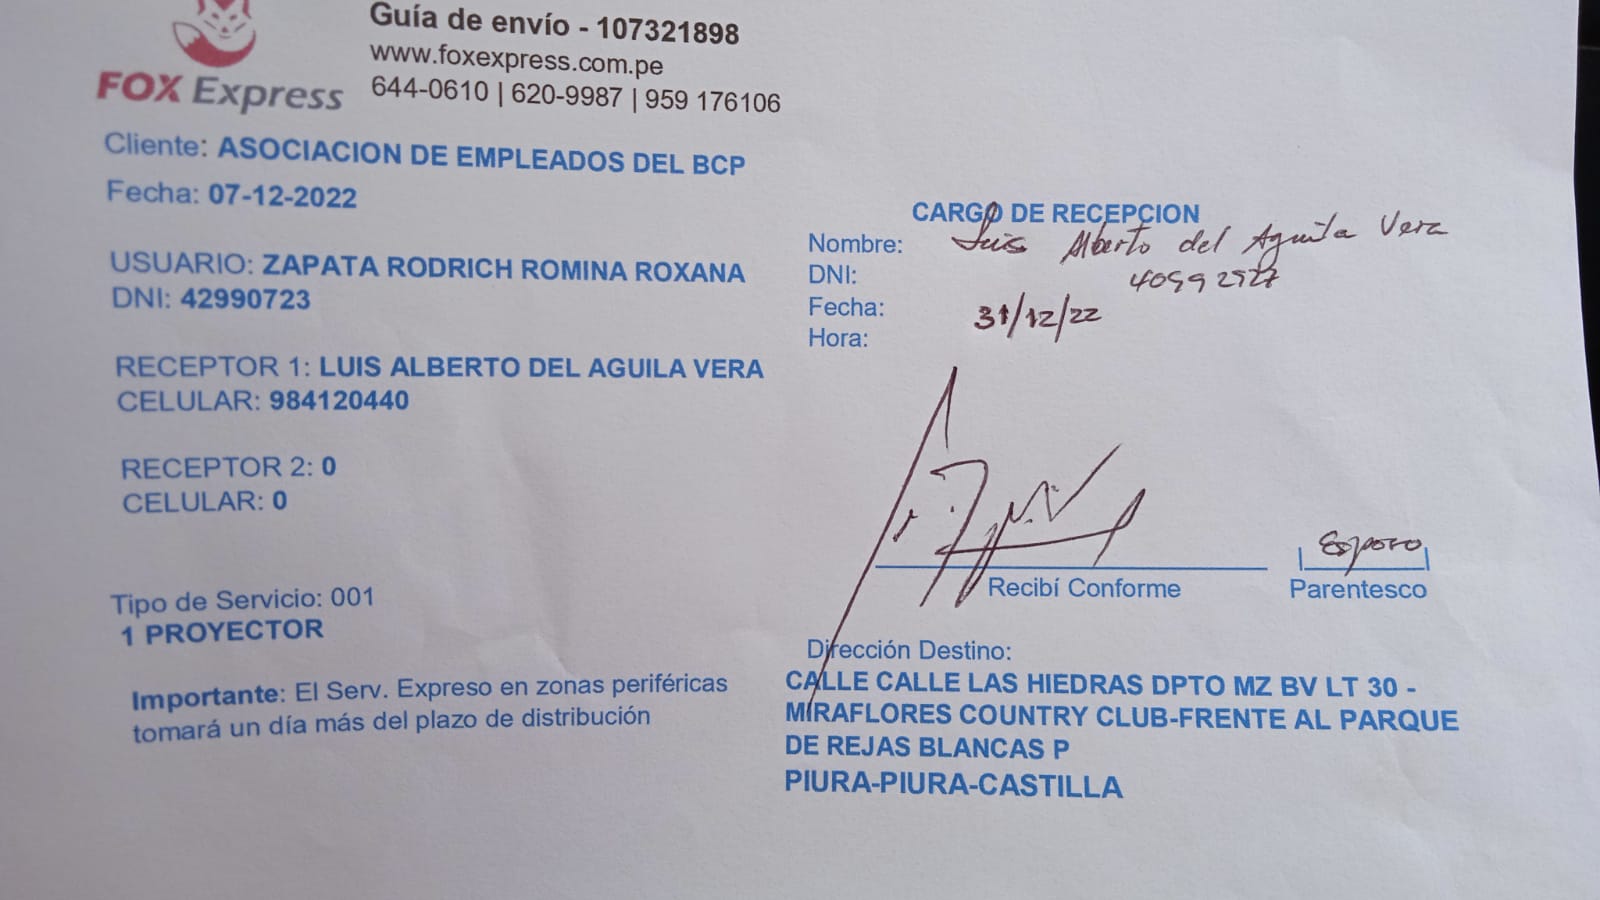 FOX Express
Guía de envío - 107321898
www.foxexpress.com.pe
644-0610 | 620-9987 | 959 176106
Cliente: ASOCIACION DE EMPLEADOS DEL BCP
Fecha: 07-12-2022
USUARIO: ZAPATA RODRICH ROMINA ROXANA
DNI: 42990723
RECEPTOR 1: LUIS ALBERTO DEL AGUILA VERA
CELULAR: 984120440
RECEPTOR 2: 0
CELULAR: 0
Tipo de Servicio: 001
1 PROYECTOR
Importante: El Serv. Expreso en zonas periféricas
tomará un día más del plazo de distribución
CARGO DE RECEPCION
Nombre: Luis Alberto del Aguila Vera
DNI:
Fecha: 31/12/22
Hora:
Esposo
Recibí Conforme
Parentesco
Dirección Destino:
CALLE CALLE LAS HIEDRAS DPTO MZ BV LT 30 -
MIRAFLORES COUNTRY CLUB-FRENTE AL PARQUE
DE REJAS BLANCAS P
PIURA-PIURA-CASTILLA